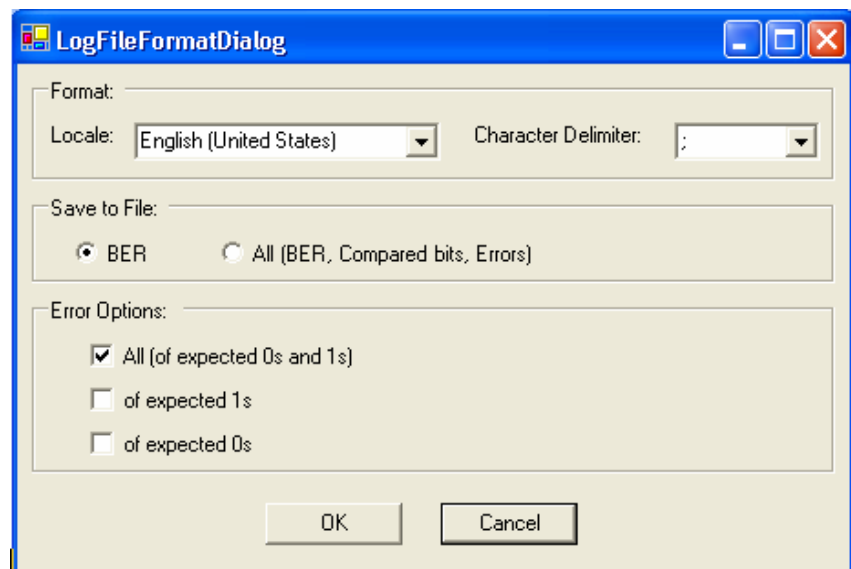 LogFileFormatDialog
Format:
Locale: English (United States) Character Delimiter: ;
Save to File:
BER All (BER, Compared bits, Errors)
Error Options:
All (of expected 0s and 1s)
of expected 1s
of expected 0s
OK Cancel